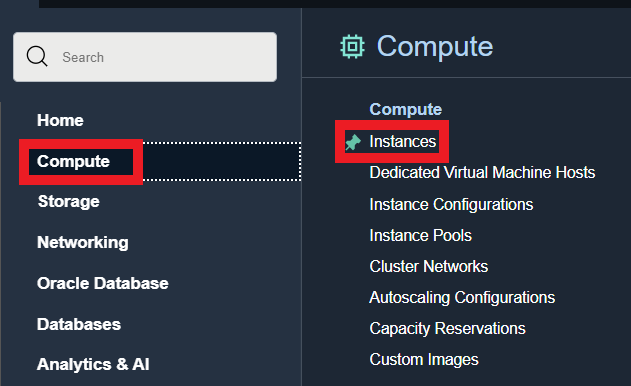 Search
Home
Compute
Storage
Networking
Oracle Database
Databases
Analytics & AI
Compute
Compute
Instances
Dedicated Virtual Machine Hosts
Instance Configurations
Instance Pools
Cluster Networks
Autoscaling Configurations
Capacity Reservations
Custom Images